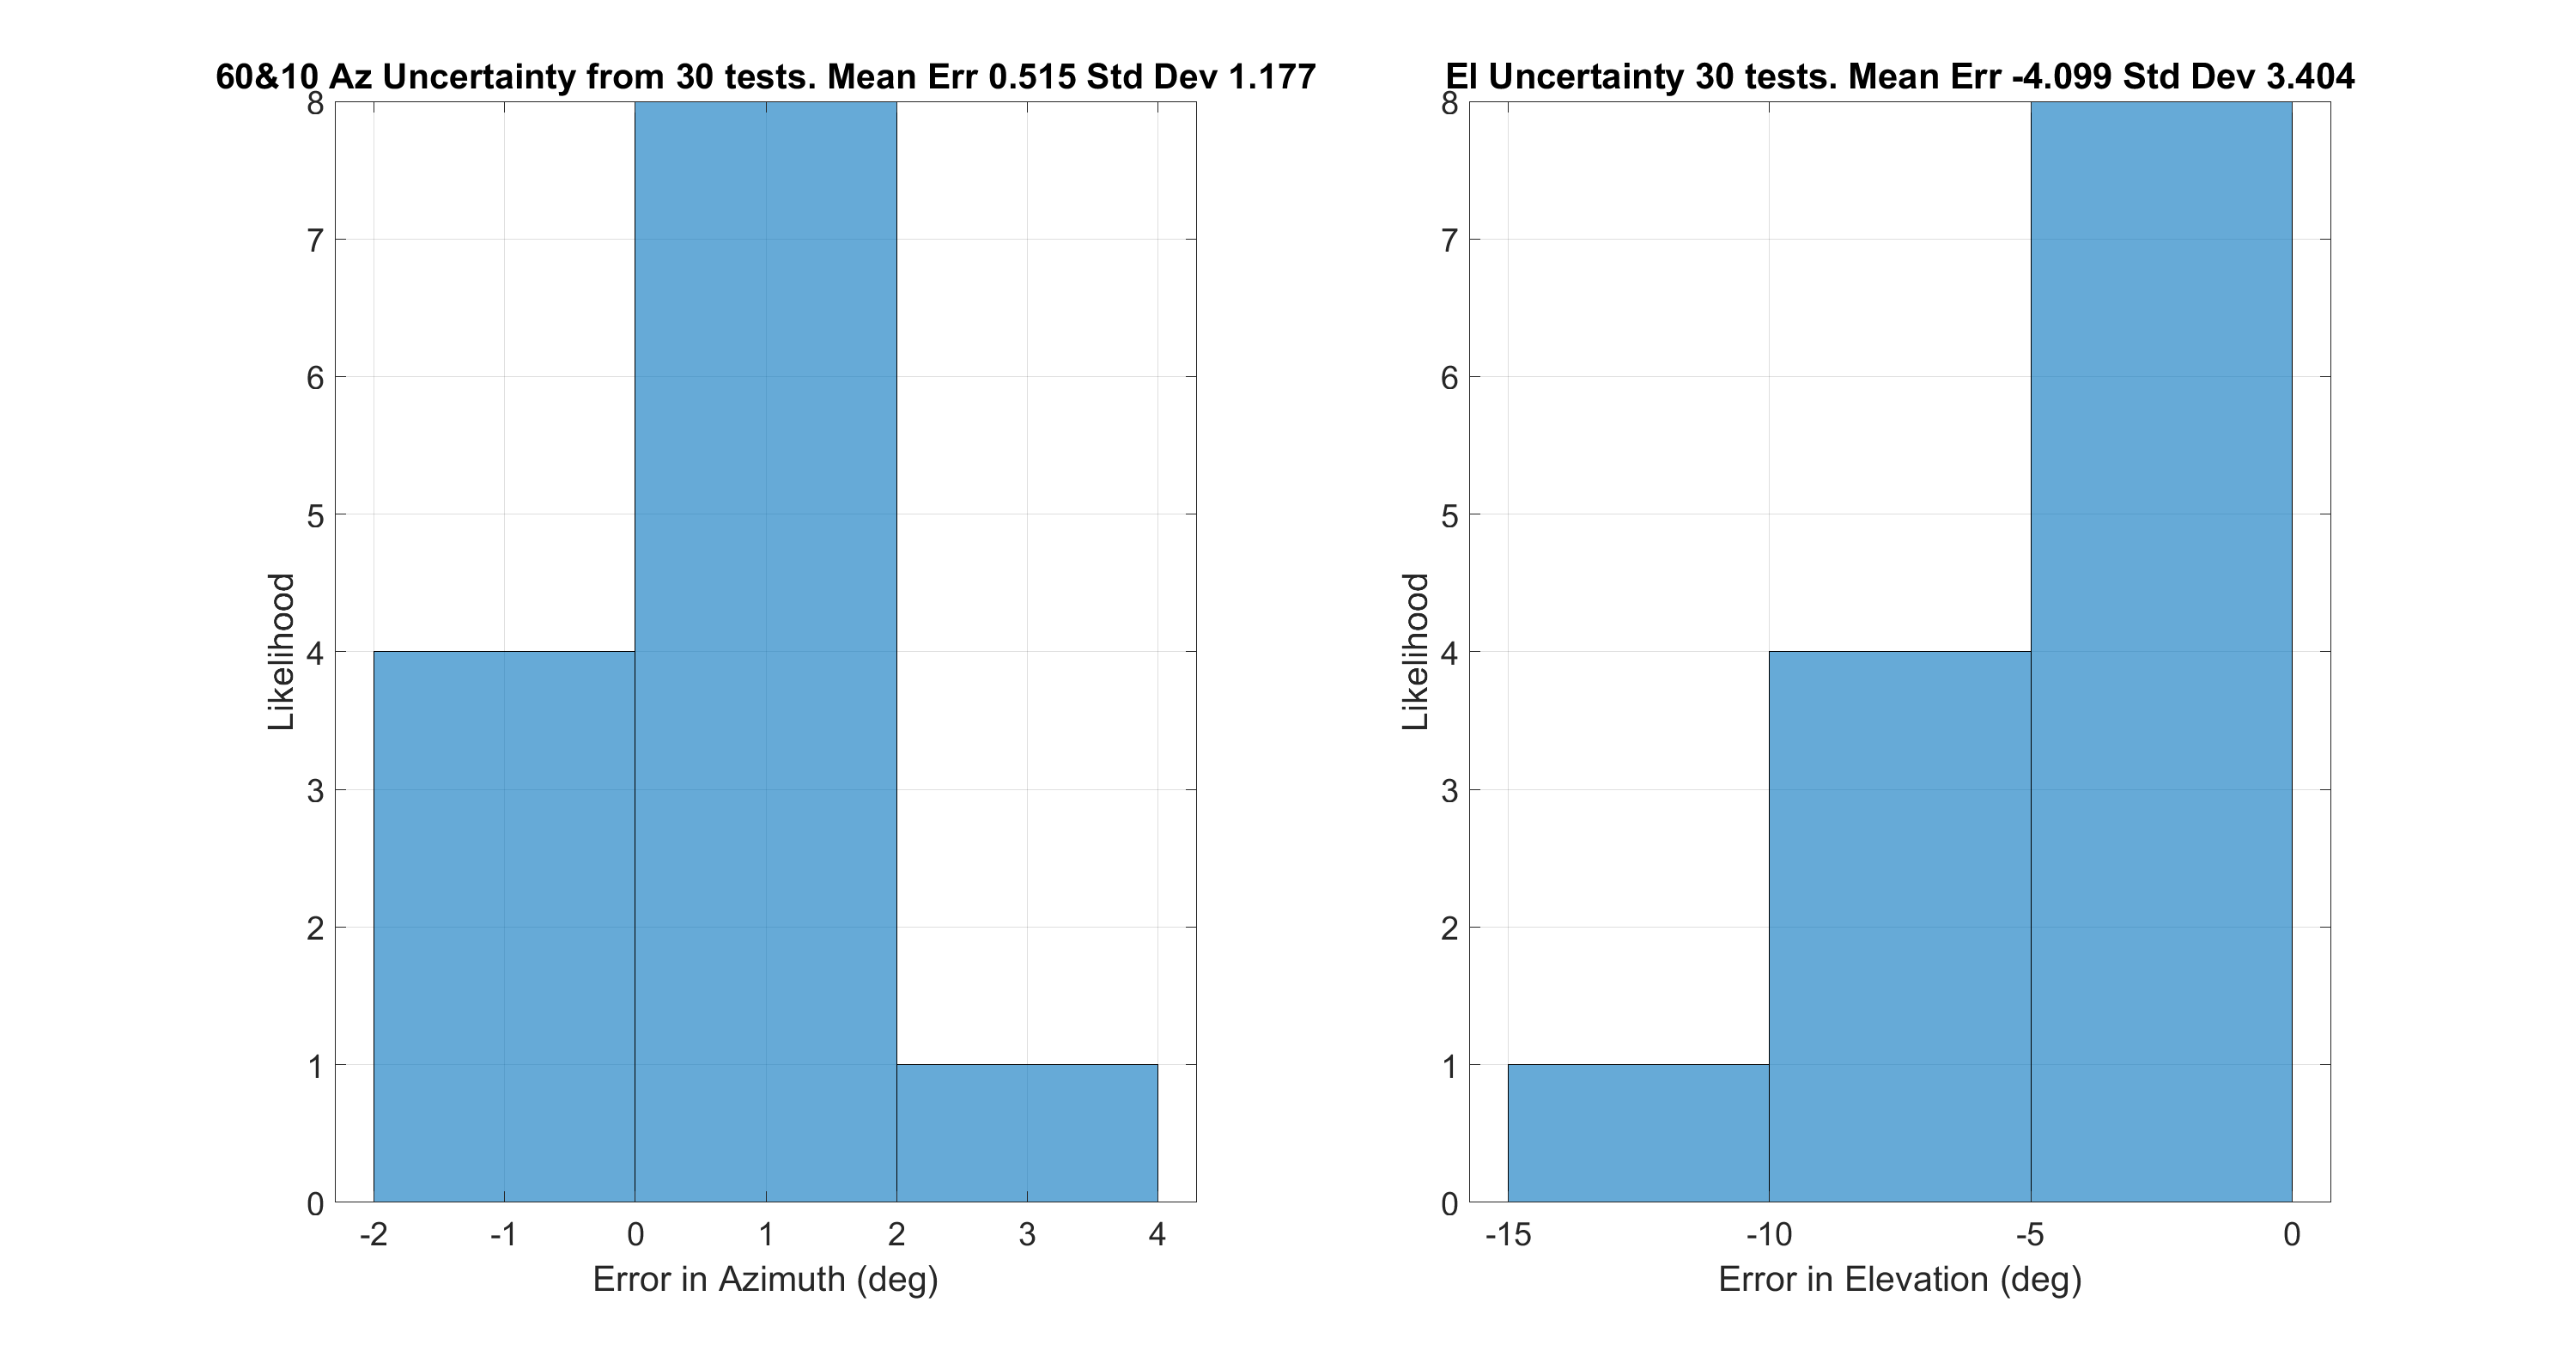 60&10 Az Uncertainty from 30 tests. Mean Err 0.515 Std Dev 1.177
8
7
6
5
4
3
2
1
0
Likelihood
-2 -1 0 1 2 3 4
Error in Azimuth (deg)
El Uncertainty 30 tests. Mean Err -4.099 Std Dev 3.404
8
7
6
5
4
3
2
1
0
Likelihood
-15 -10 -5 0
Error in Elevation (deg)